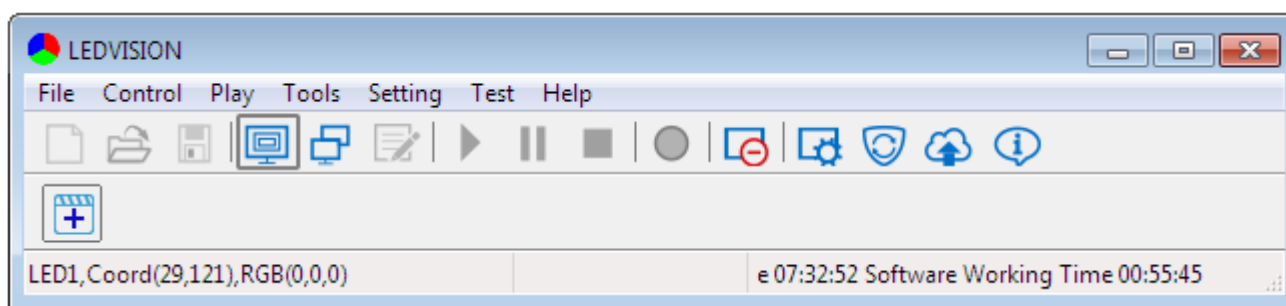 LEDVISION
File Control Play Tools Setting Test Help
LED1,Coord(29,121),RGB(0,0,0) e 07:32:52 Software Working Time 00:55:45